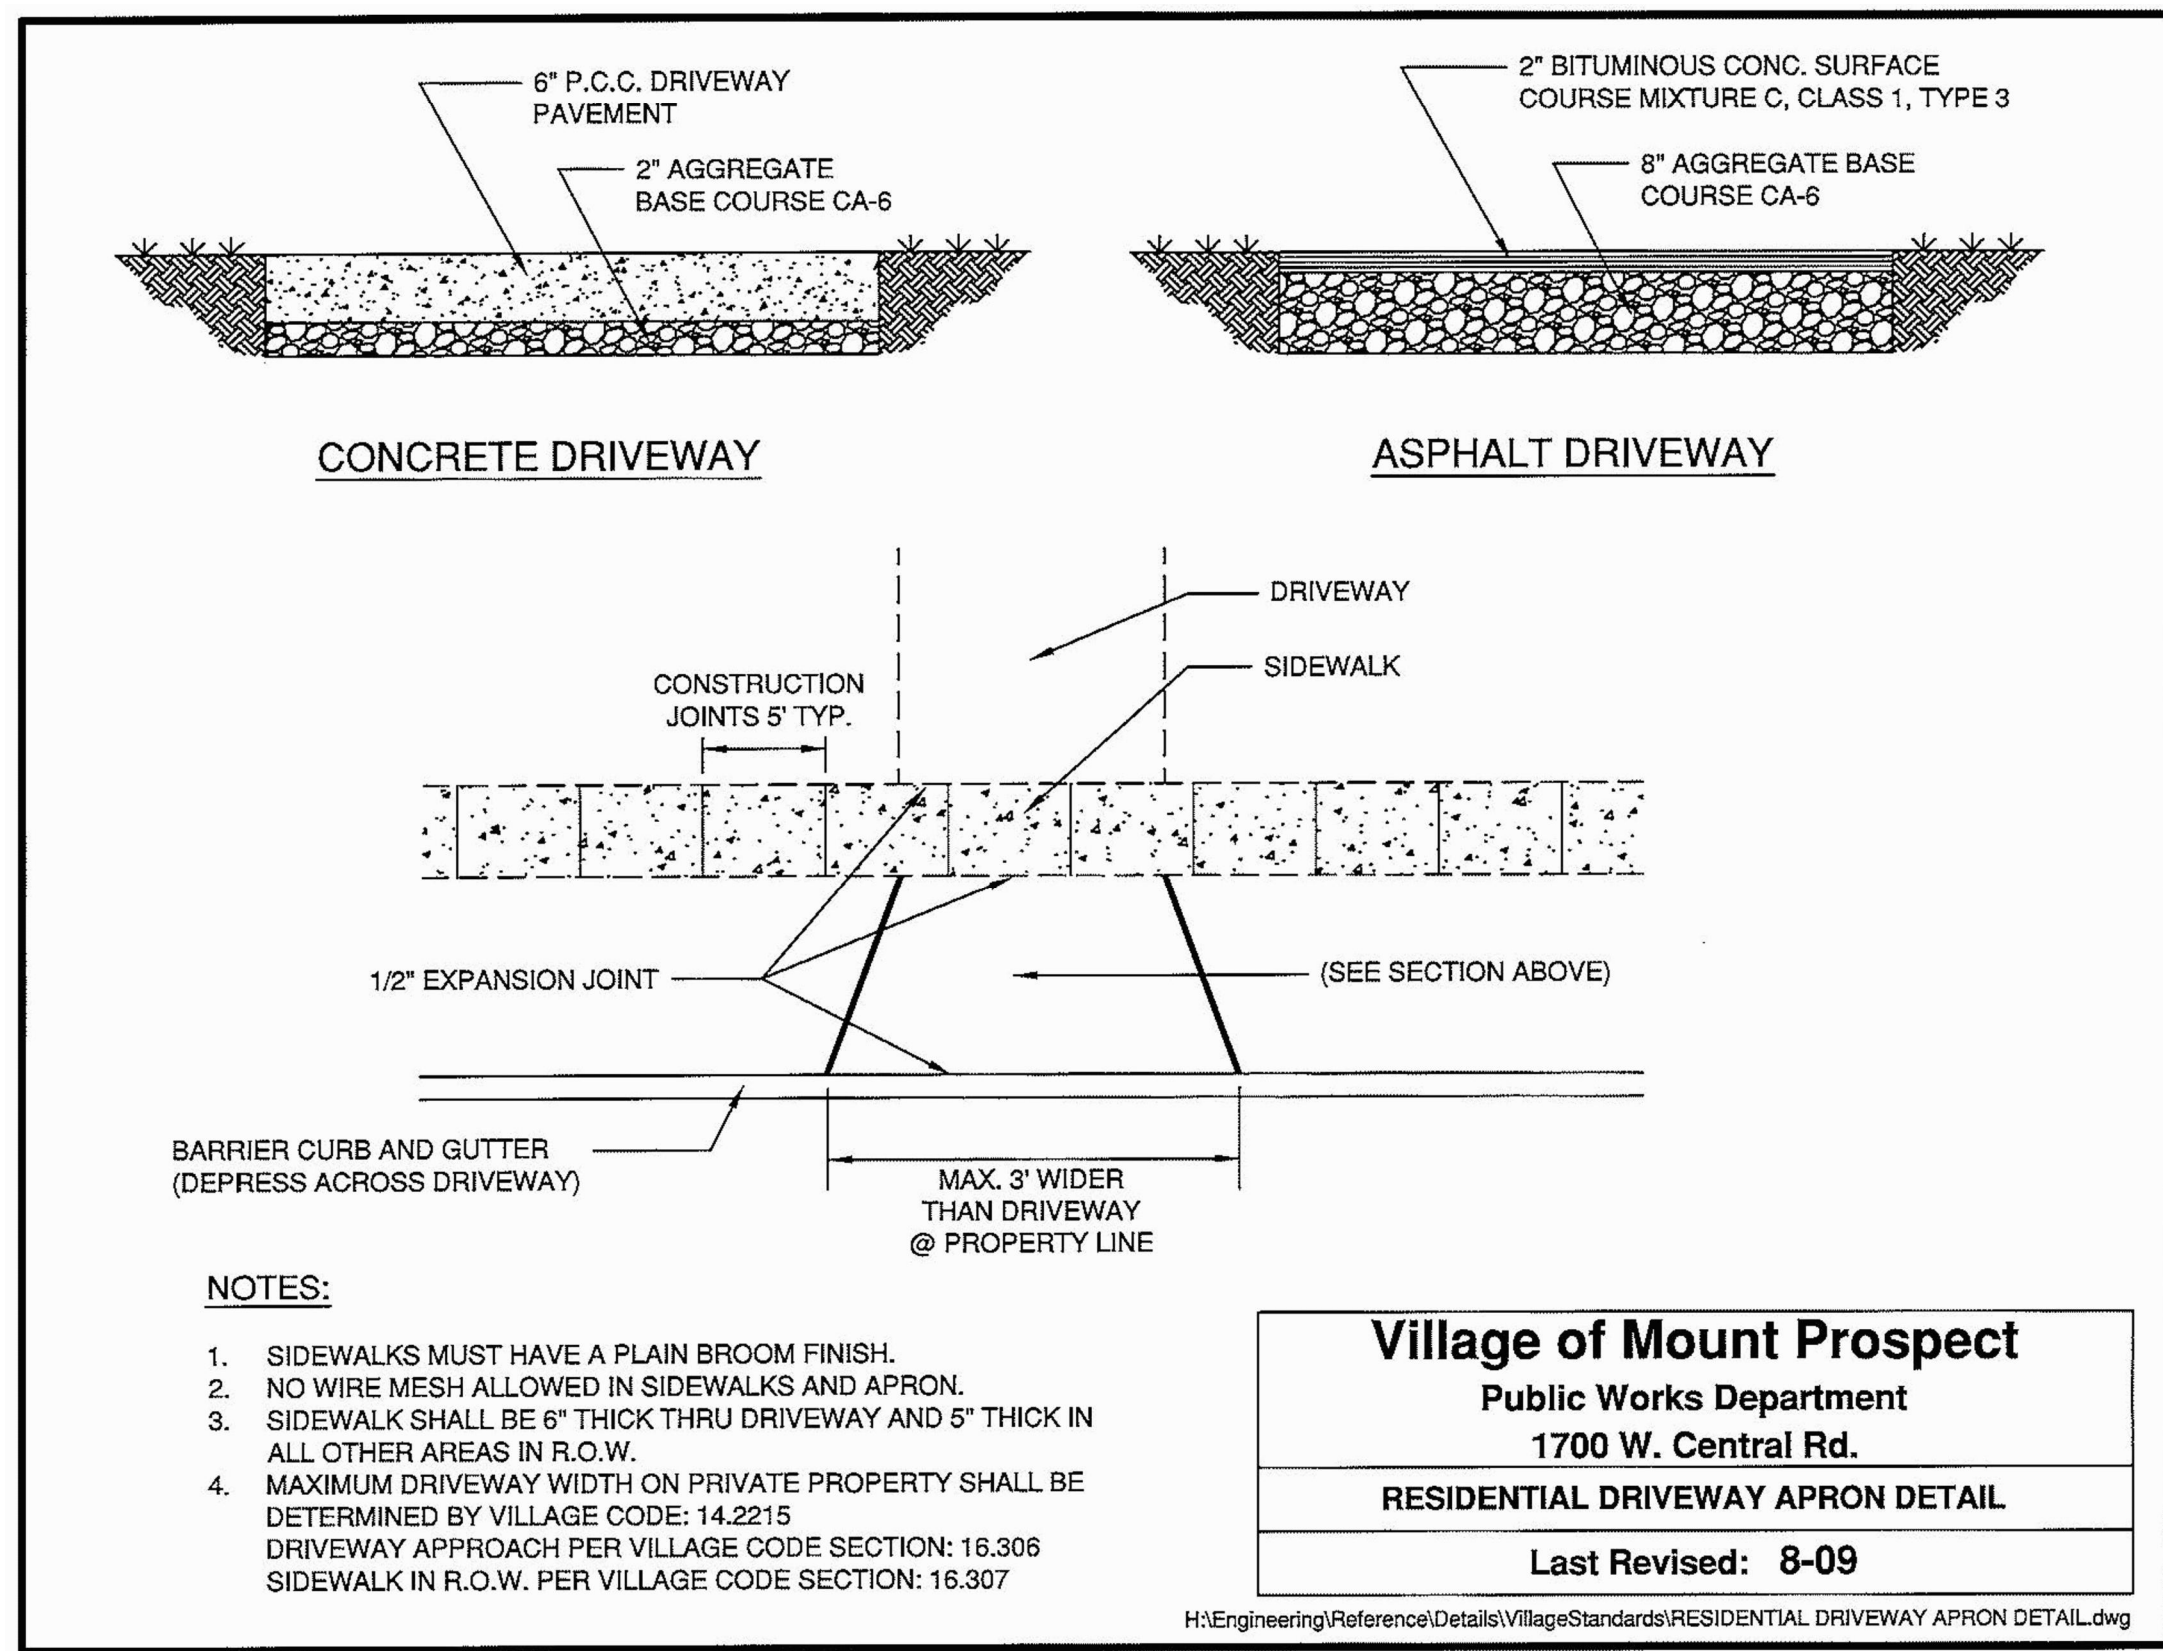 6" P.C.C. DRIVEWAY
PAVEMENT
2" AGGREGATE
BASE COURSE CA-6
2" BITUMINOUS CONC. SURFACE
COURSE MIXTURE C, CLASS 1, TYPE 3
8" AGGREGATE BASE
COURSE CA-6
CONCRETE DRIVEWAY
ASPHALT DRIVEWAY
DRIVEWAY
SIDEWALK
CONSTRUCTION
JOINTS 5' TYP.
1/2" EXPANSION JOINT
(SEE SECTION ABOVE)
BARRIER CURB AND GUTTER
(DEPRESS ACROSS DRIVEWAY)
MAX. 3' WIDER
THAN DRIVEWAY
@ PROPERTY LINE
NOTES:
1. SIDEWALKS MUST HAVE A PLAIN BROOM FINISH.
2. NO WIRE MESH ALLOWED IN SIDEWALKS AND APRON.
3. SIDEWALK SHALL BE 6" THICK THRU DRIVEWAY AND 5" THICK IN
ALL OTHER AREAS IN R.O.W.
4. MAXIMUM DRIVEWAY WIDTH ON PRIVATE PROPERTY SHALL BE
DETERMINED BY VILLAGE CODE: 14.2215
DRIVEWAY APPROACH PER VILLAGE CODE SECTION: 16.306
SIDEWALK IN R.O.W. PER VILLAGE CODE SECTION: 16.307
Village of Mount Prospect
Public Works Department
1700 W. Central Rd.
RESIDENTIAL DRIVEWAY APRON DETAIL
Last Revised: 8-09
H:\Engineering\Reference\Details\VillageStandards\RESIDENTIAL DRIVEWAY APRON DETAIL.dwg